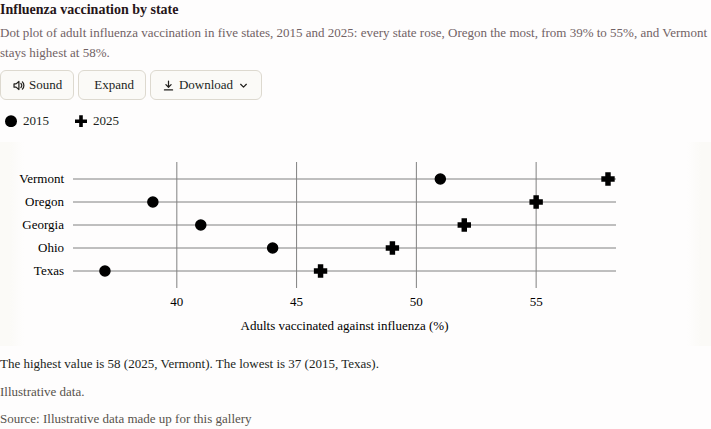 Influenza vaccination by state
Dot plot of adult influenza vaccination in five states, 2015 and 2025: every state rose, Oregon the most, from 39% to 55%, and Vermont
stays highest at 58%.
Sound Expand Download
2015 2025
Vermont
Oregon
Georgia
Ohio
Texas
40 45 50 55
Adults vaccinated against influenza (%)
The highest value is 58 (2025, Vermont). The lowest is 37 (2015, Texas).
Illustrative data.
Source: Illustrative data made up for this gallery